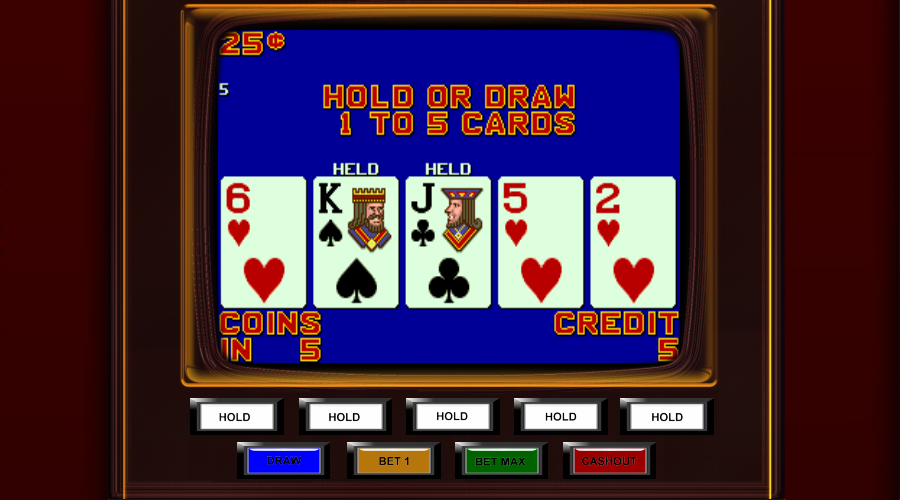 25¢
5
HOLD OR DRAW
1 TO 5 CARDS
HELD HELD
6 K J 5 2
COINS CREDIT
IN 5 5
HOLD HOLD HOLD HOLD HOLD
DRAW BET 1 BET MAX CASHOUT